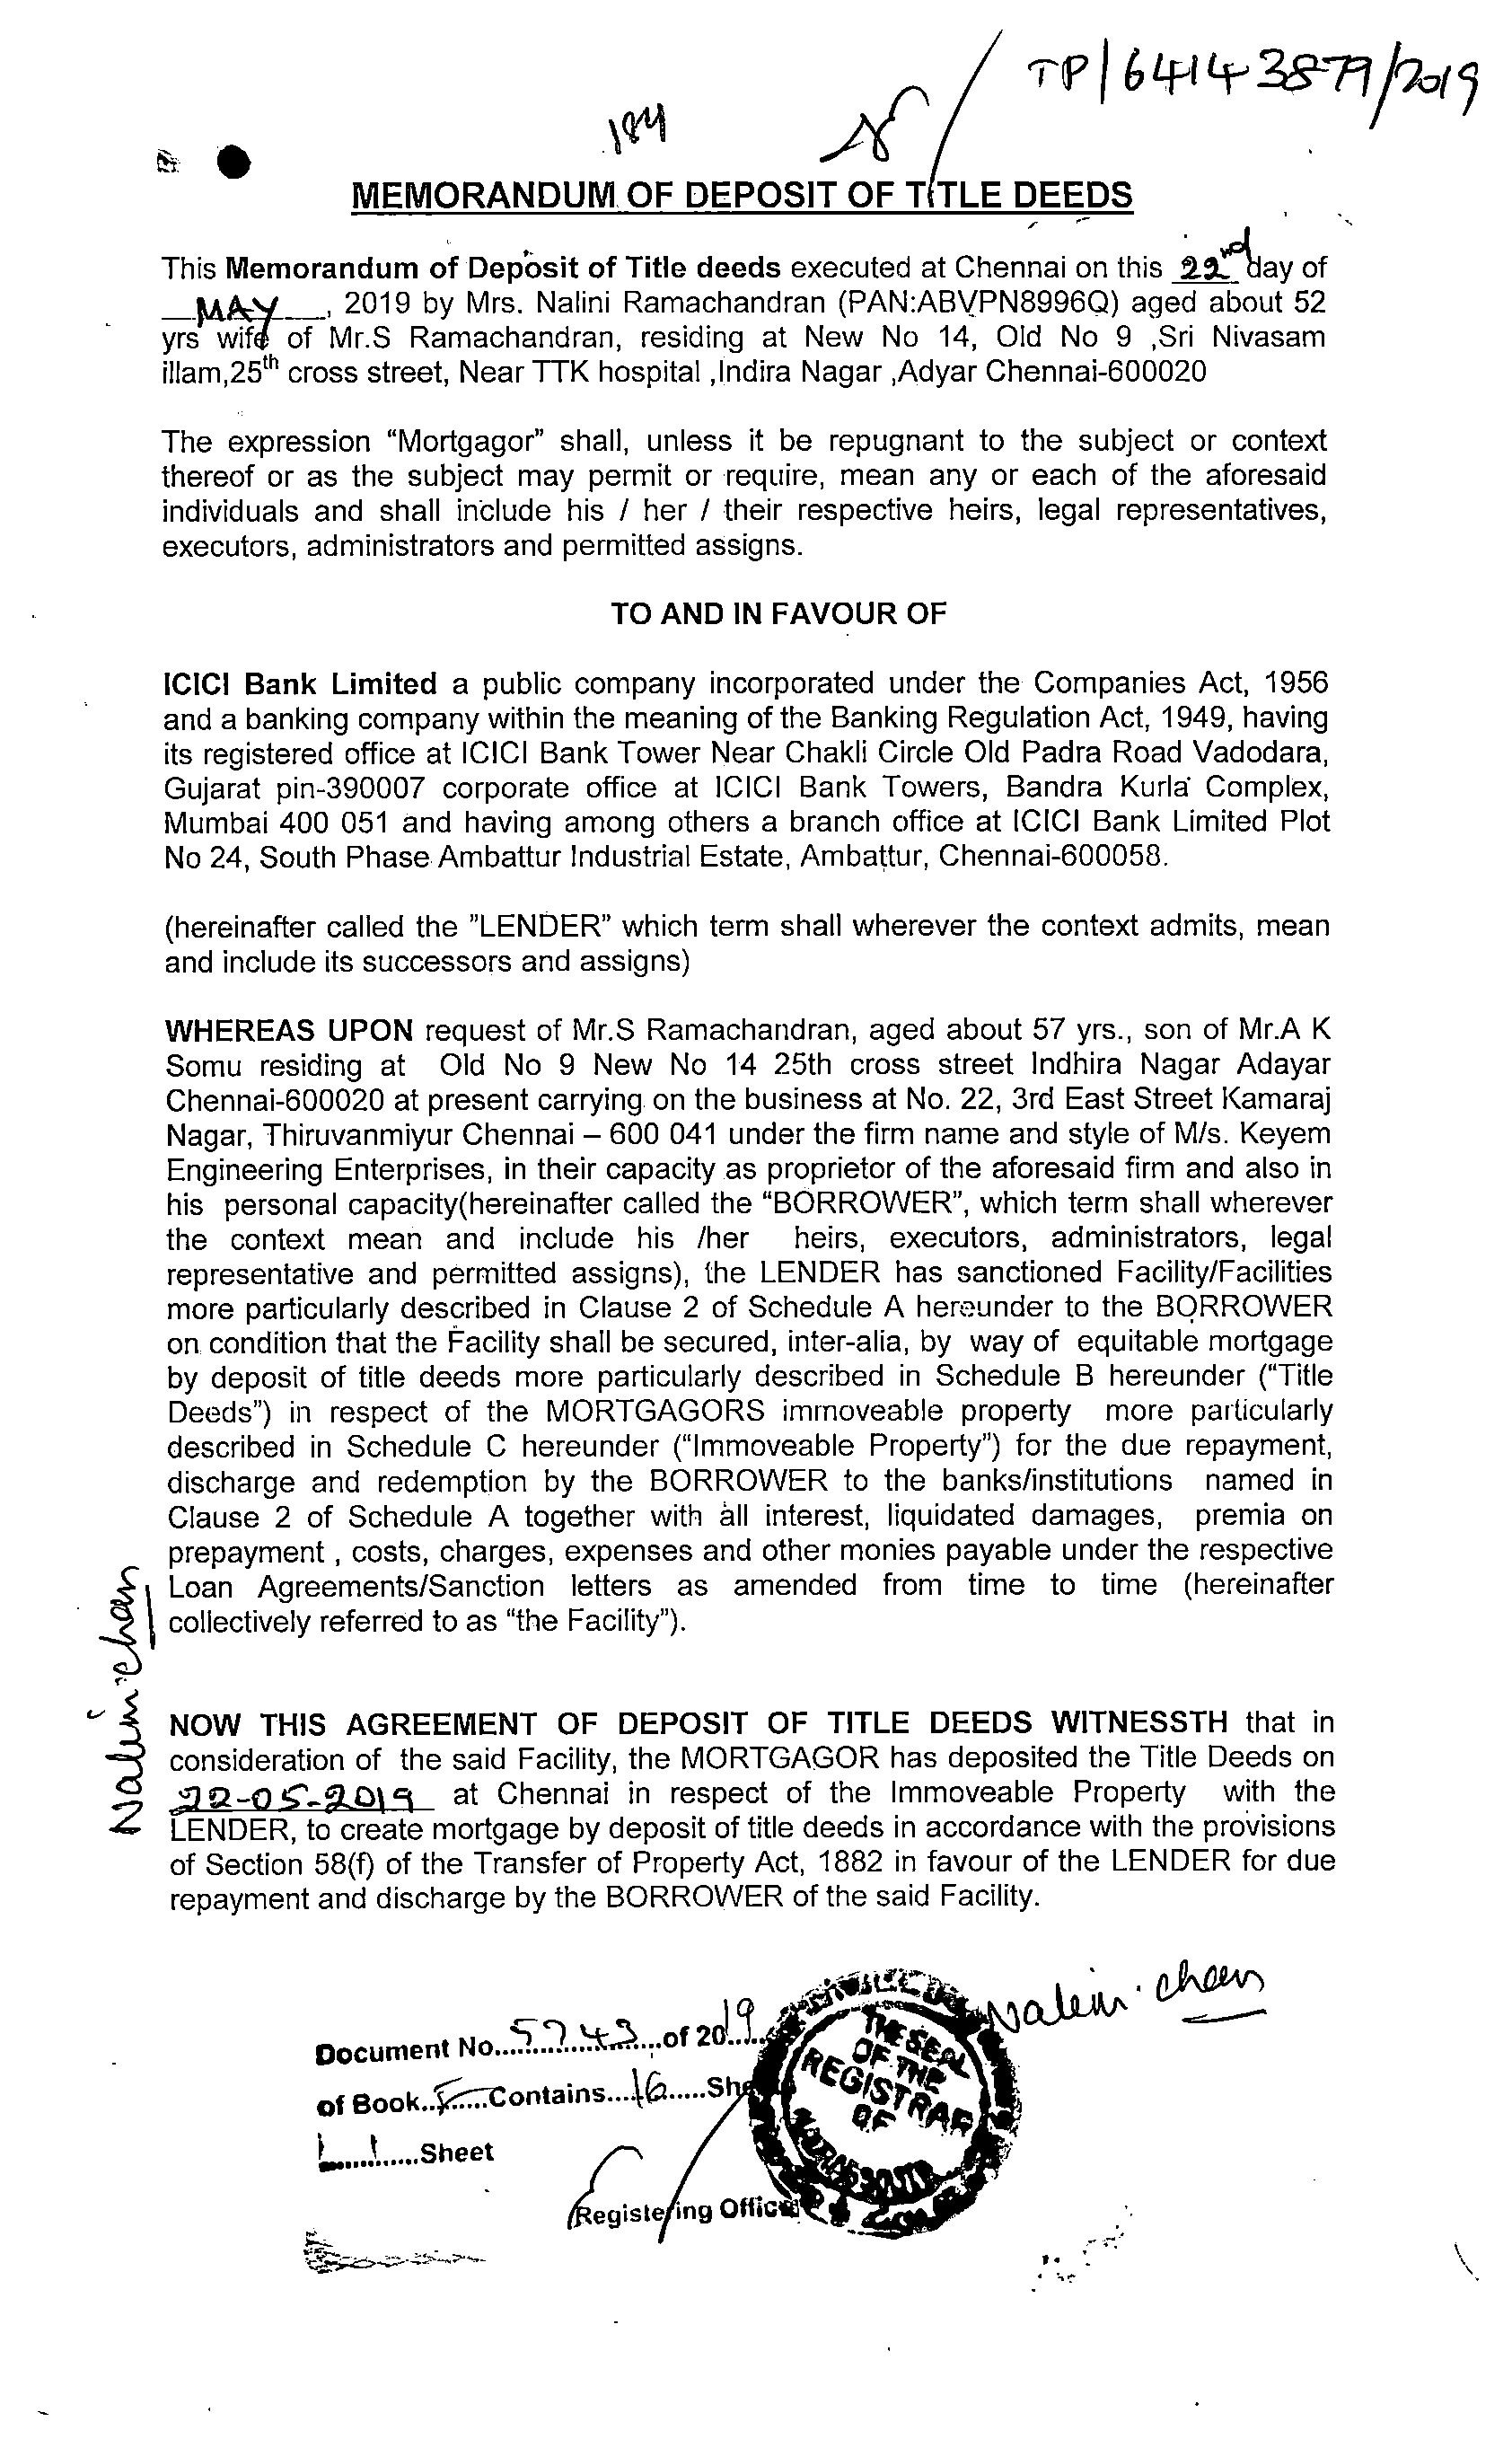 TP/64143879/2019
184
MEMORANDUM OF DEPOSIT OF TITLE DEEDS
This Memorandum of Deposit of Title deeds executed at Chennai on this 22nd day of
MAY, 2019 by Mrs. Nalini Ramachandran (PAN:ABVPN8996Q) aged about 52
yrs wife of Mr.S Ramachandran, residing at New No 14, Old No 9 ,Sri Nivasam
illam,25th cross street, Near TTK hospital ,Indira Nagar ,Adyar Chennai-600020
The expression “Mortgagor” shall, unless it be repugnant to the subject or context
thereof or as the subject may permit or require, mean any or each of the aforesaid
individuals and shall include his / her / their respective heirs, legal representatives,
executors, administrators and permitted assigns.
TO AND IN FAVOUR OF
ICICI Bank Limited a public company incorporated under the Companies Act, 1956
and a banking company within the meaning of the Banking Regulation Act, 1949, having
its registered office at ICICI Bank Tower Near Chakli Circle Old Padra Road Vadodara,
Gujarat pin-390007 corporate office at ICICI Bank Towers, Bandra Kurla Complex,
Mumbai 400 051 and having among others a branch office at ICICI Bank Limited Plot
No 24, South Phase Ambattur Industrial Estate, Ambattur, Chennai-600058.
(hereinafter called the "LENDER” which term shall wherever the context admits, mean
and include its successors and assigns)
WHEREAS UPON request of Mr.S Ramachandran, aged about 57 yrs., son of Mr.A K
Somu residing at Old No 9 New No 14 25th cross street Indhira Nagar Adayar
Chennai-600020 at present carrying on the business at No. 22, 3rd East Street Kamaraj
Nagar, Thiruvanmiyur Chennai – 600 041 under the firm name and style of M/s. Keyem
Engineering Enterprises, in their capacity as proprietor of the aforesaid firm and also in
his personal capacity(hereinafter called the “BORROWER”, which term shall wherever
the context mean and include his /her heirs, executors, administrators, legal
representative and permitted assigns), the LENDER has sanctioned Facility/Facilities
more particularly described in Clause 2 of Schedule A hereunder to the BORROWER
on condition that the Facility shall be secured, inter-alia, by way of equitable mortgage
by deposit of title deeds more particularly described in Schedule B hereunder (“Title
Deeds”) in respect of the MORTGAGORS immoveable property more particularly
described in Schedule C hereunder (“Immoveable Property”) for the due repayment,
discharge and redemption by the BORROWER to the banks/institutions named in
Clause 2 of Schedule A together with all interest, liquidated damages, premia on
prepayment , costs, charges, expenses and other monies payable under the respective
Loan Agreements/Sanction letters as amended from time to time (hereinafter
collectively referred to as “the Facility”).
NOW THIS AGREEMENT OF DEPOSIT OF TITLE DEEDS WITNESSTH that in
consideration of the said Facility, the MORTGAGOR has deposited the Title Deeds on
22-05-2019 at Chennai in respect of the Immoveable Property with the
LENDER, to create mortgage by deposit of title deeds in accordance with the provisions
of Section 58(f) of the Transfer of Property Act, 1882 in favour of the LENDER for due
repayment and discharge by the BORROWER of the said Facility.
Document No...5743...of 2019...
of Book.......Contains...16.....
.......Sheet
Registering
THE SEAL
OF THE
REGISTRAR
OF